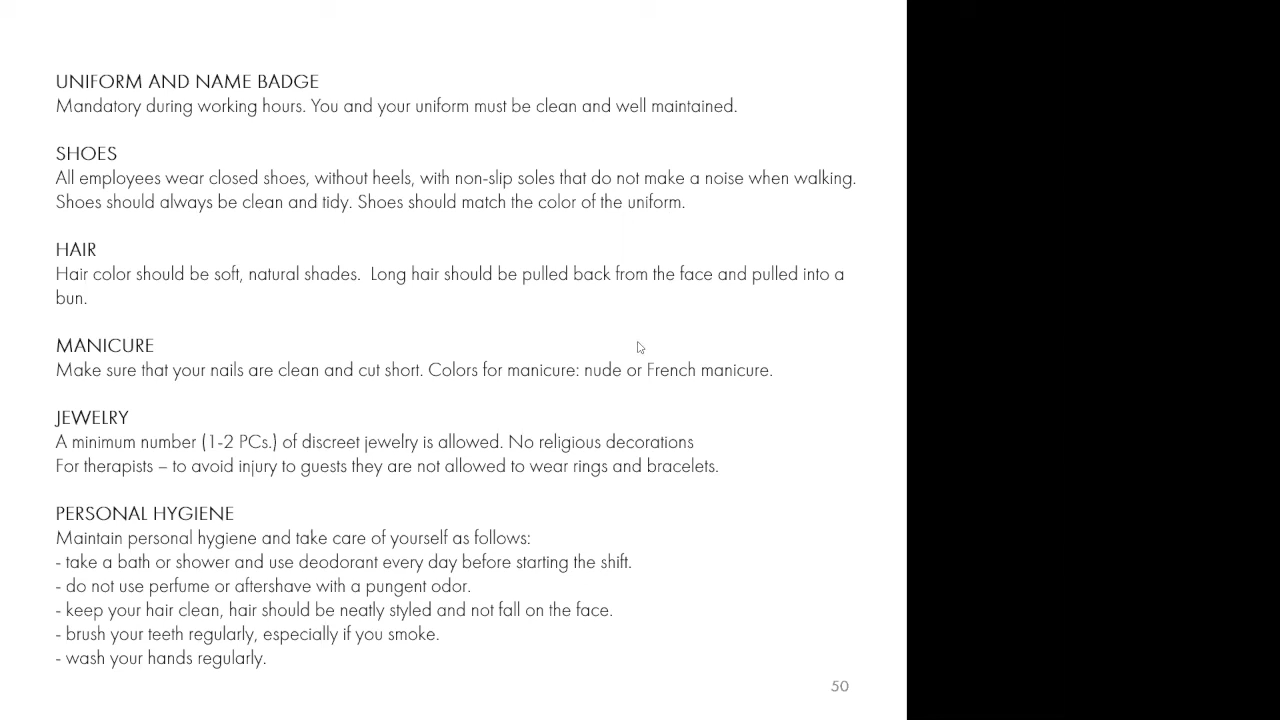 UNIFORM AND NAME BADGE
Mandatory during working hours. You and your uniform must be clean and well maintained.
SHOES
All employees wear closed shoes, without heels, with non-slip soles that do not make a noise when walking.
Shoes should always be clean and tidy. Shoes should match the color of the uniform.
HAIR
Hair color should be soft, natural shades.  Long hair should be pulled back from the face and pulled into a
bun.
MANICURE
Make sure that your nails are clean and cut short. Colors for manicure: nude or French manicure.
JEWELRY
A minimum number (1-2 PCs.) of discreet jewelry is allowed. No religious decorations
For therapists – to avoid injury to guests they are not allowed to wear rings and bracelets.
PERSONAL HYGIENE
Maintain personal hygiene and take care of yourself as follows:
- take a bath or shower and use deodorant every day before starting the shift.
- do not use perfume or aftershave with a pungent odor.
- keep your hair clean, hair should be neatly styled and not fall on the face.
- brush your teeth regularly, especially if you smoke.
- wash your hands regularly.
50